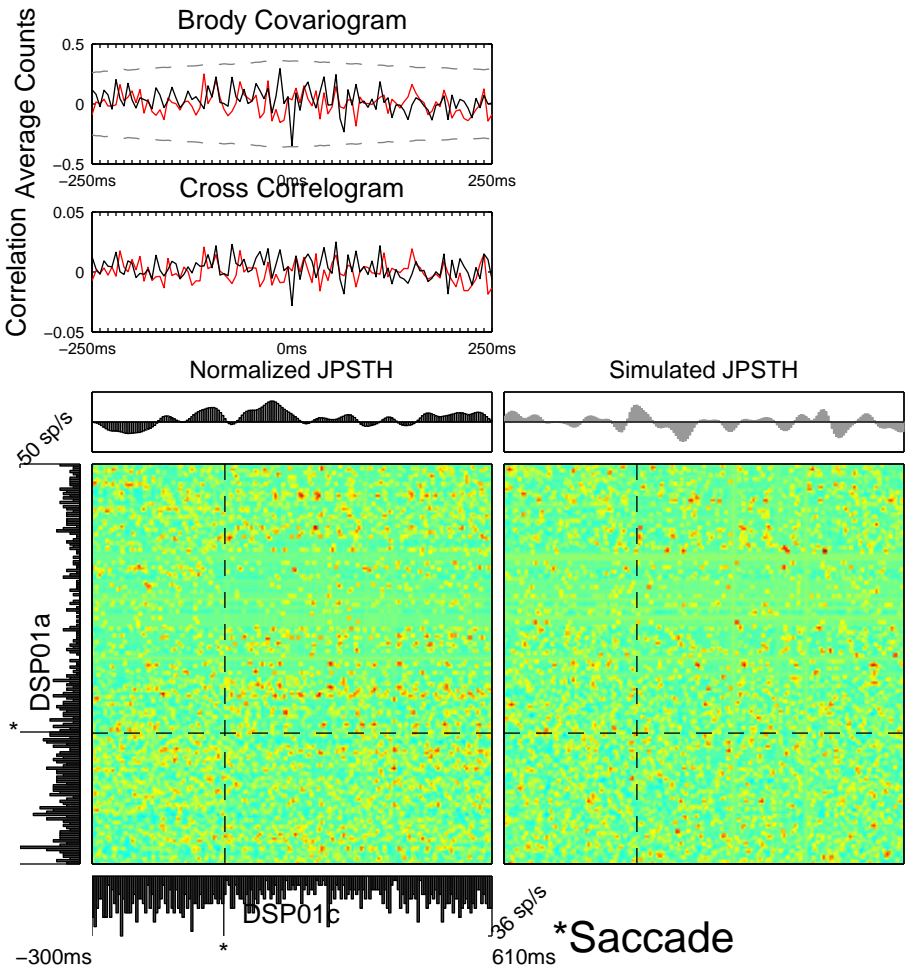 Brody Covariogram
Average Counts
0.5
0
−0.5
−250ms
0ms
250ms
Cross Correlogram
Correlation
0.05
0
−0.05
−250ms
0ms
250ms
Normalized JPSTH
Simulated JPSTH
50 sp/s
DSP01a
*
DSP01c
36 sp/s
*
*Saccade
−300ms
610ms